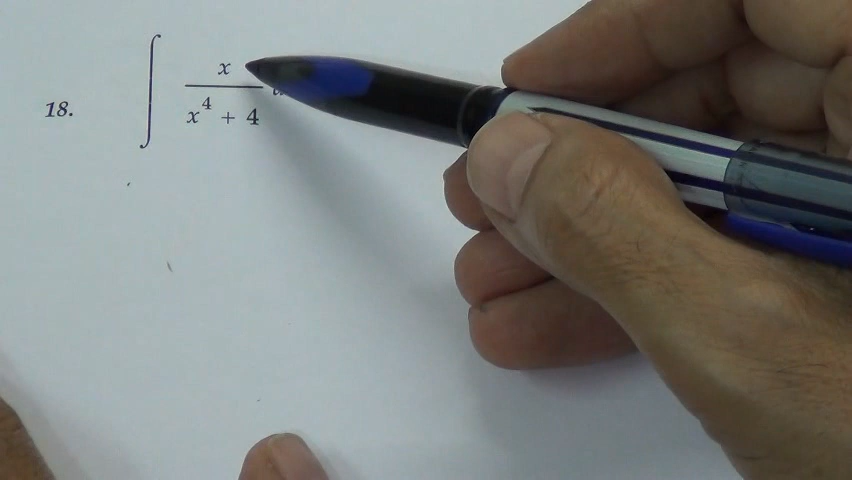 18. ∫ x
x⁴ + 4